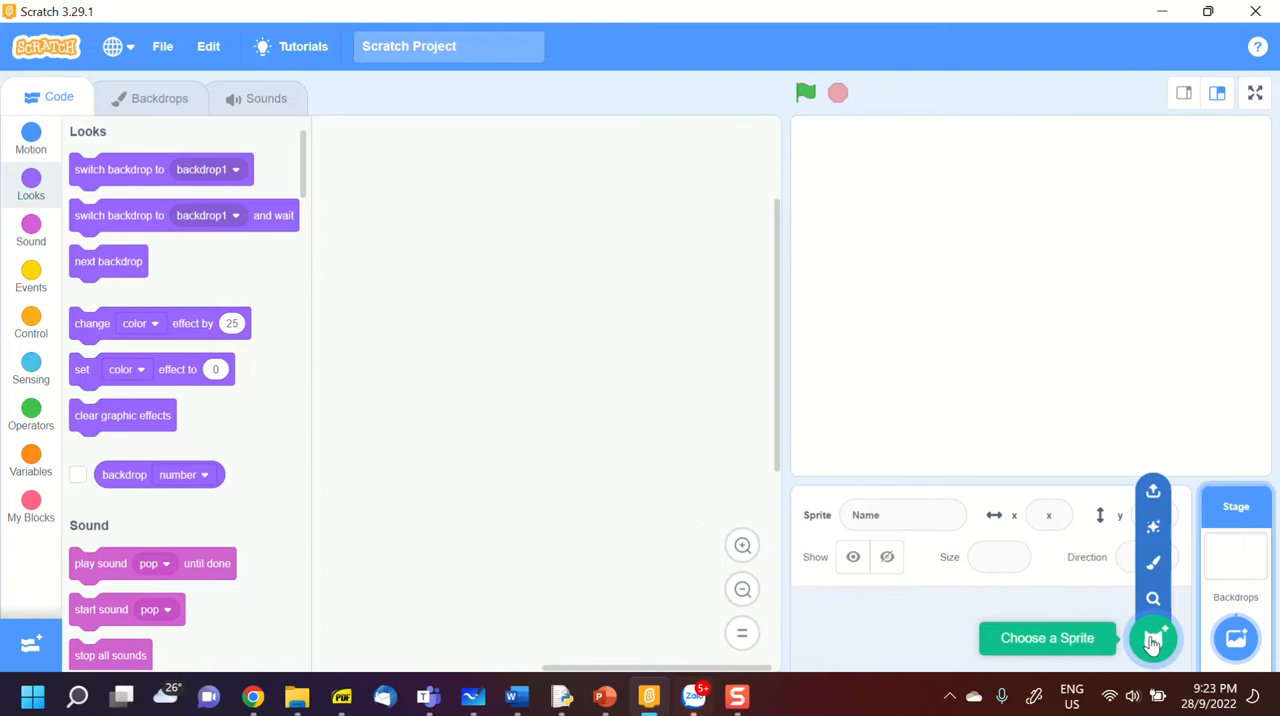 Scratch 3.29.1
SCRATCH
File
Edit
Tutorials
Scratch Project
?
Code
Backdrops
Sounds
Motion
Looks
Sound
Events
Control
Sensing
Operators
Variables
My Blocks
Looks
switch backdrop to backdrop1
switch backdrop to backdrop1 and wait
next backdrop
change color effect by 25
set color effect to 0
clear graphic effects
backdrop number
Sound
play sound pop until done
start sound pop
stop all sounds
Sprite Name x x y
Show Size Direction
Choose a Sprite
Stage
Backdrops
26°
PDF
5+
Zalo
ENG
US
9:23 PM
28/9/2022